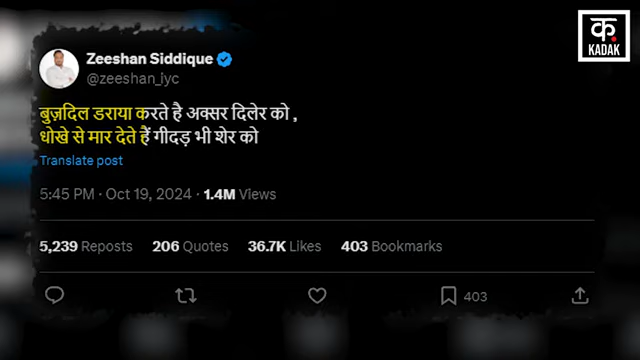 क
KADAK
Zeeshan Siddique
@zeeshan_iyc
बुज़दिल डराया करते है अक्सर दिलेर को ,
धोखे से मार देते हैं गीदड़ भी शेर को
Translate post
5:45 PM · Oct 19, 2024 · 1.4M Views
5,239 Reposts 206 Quotes 36.7K Likes 403 Bookmarks
403